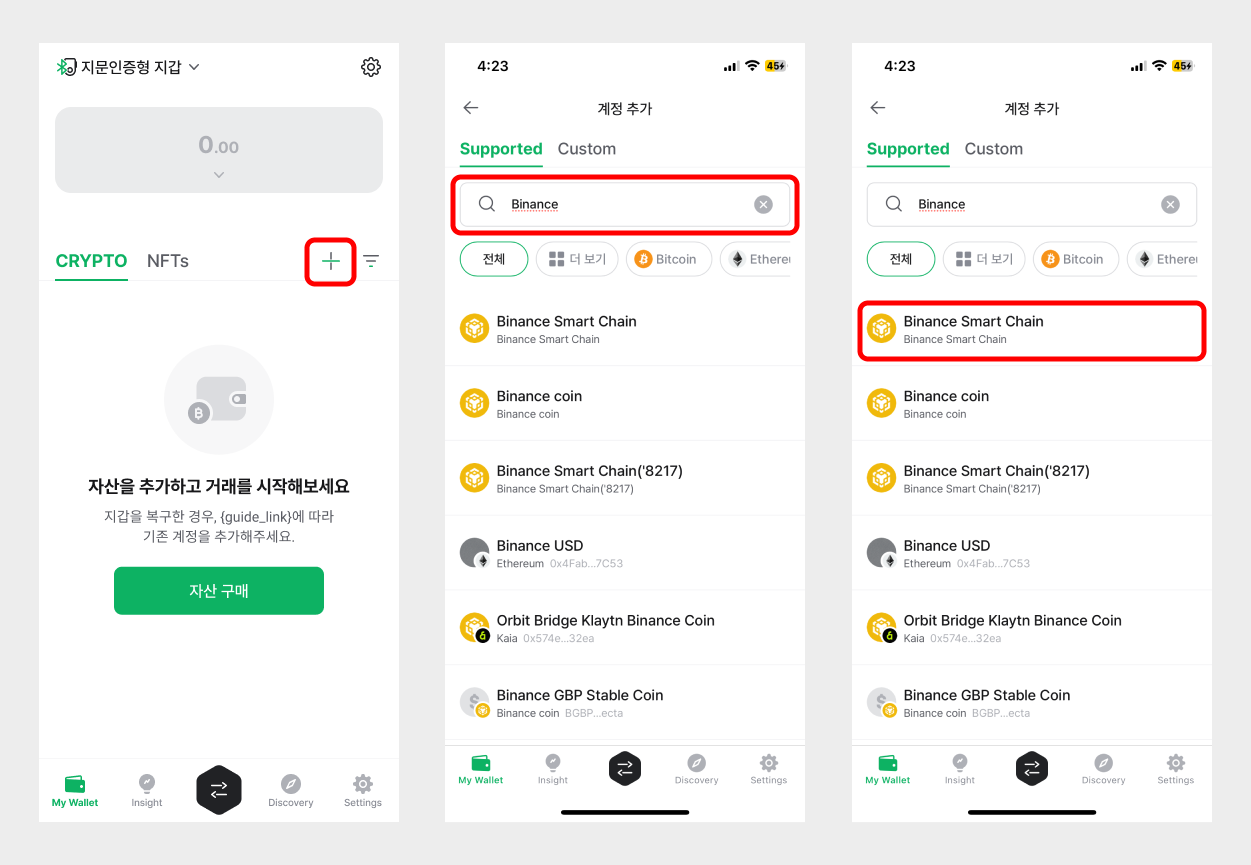 지문인증형 지갑
0.00
CRYPTO NFTs
자산을 추가하고 거래를 시작해보세요
지갑을 복구한 경우, {guide_link}에 따라
기존 계정을 추가해주세요.
자산 구매
My Wallet Insight Discovery Settings
4:23 45
계정 추가
Supported Custom
Binance
전체 더 보기 Bitcoin Etherei
Binance Smart Chain
Binance Smart Chain
Binance coin
Binance coin
Binance Smart Chain('8217)
Binance Smart Chain('8217)
Binance USD
Ethereum 0x4Fab...7C53
Orbit Bridge Klaytn Binance Coin
Kaia 0x574e...32ea
Binance GBP Stable Coin
Binance coin BGBP...ecta
My Wallet Insight Discovery Settings
4:23 45
계정 추가
Supported Custom
Binance
전체 더 보기 Bitcoin Etherei
Binance Smart Chain
Binance Smart Chain
Binance coin
Binance coin
Binance Smart Chain('8217)
Binance Smart Chain('8217)
Binance USD
Ethereum 0x4Fab...7C53
Orbit Bridge Klaytn Binance Coin
Kaia 0x574e...32ea
Binance GBP Stable Coin
Binance coin BGBP...ecta
My Wallet Insight Discovery Settings